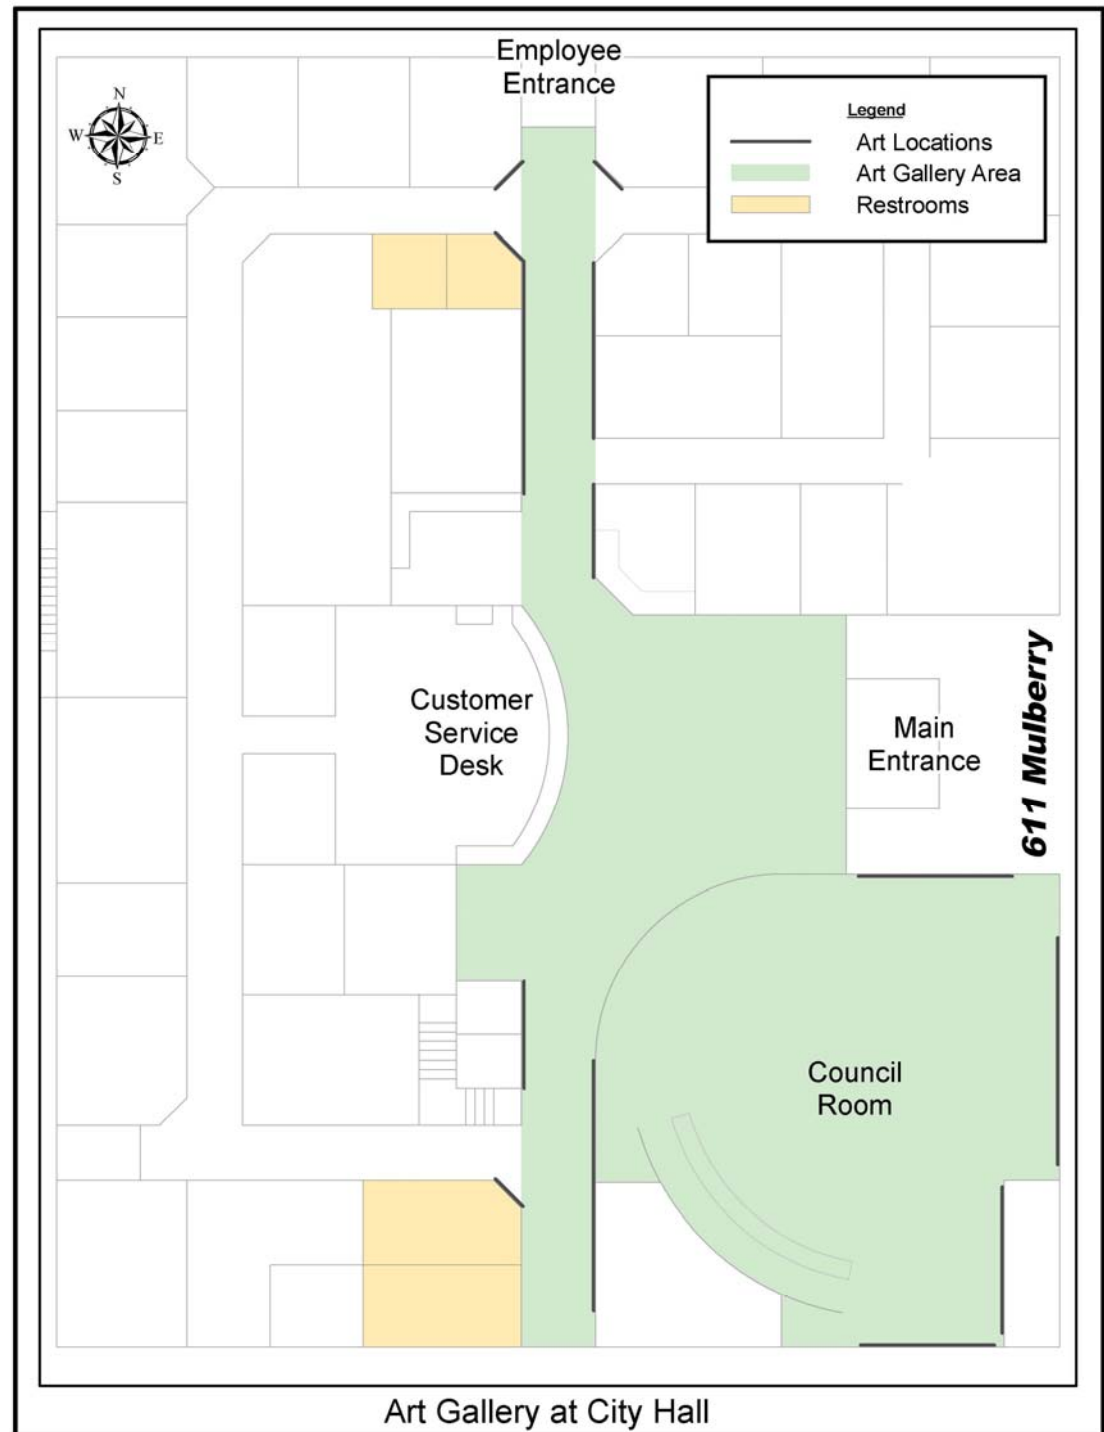 Employee
Entrance
N
W
E
S
Legend
Art Locations
Art Gallery Area
Restrooms
Customer
Service
Desk
Main
Entrance
611 Mulberry
Council
Room
Art Gallery at City Hall